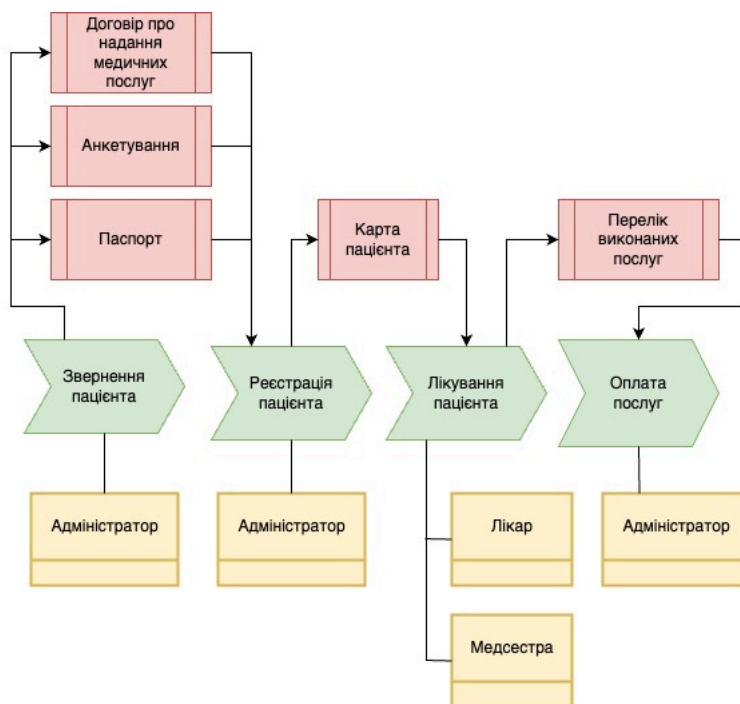 Договір про
надання
медичних
послуг
Анкетування
Паспорт
Карта
пацієнта
Перелік
виконаних
послуг
Звернення
пацієнта
Реєстрація
пацієнта
Лікування
пацієнта
Оплата
послуг
Адміністратор
Адміністратор
Лікар
Адміністратор
Медсестра